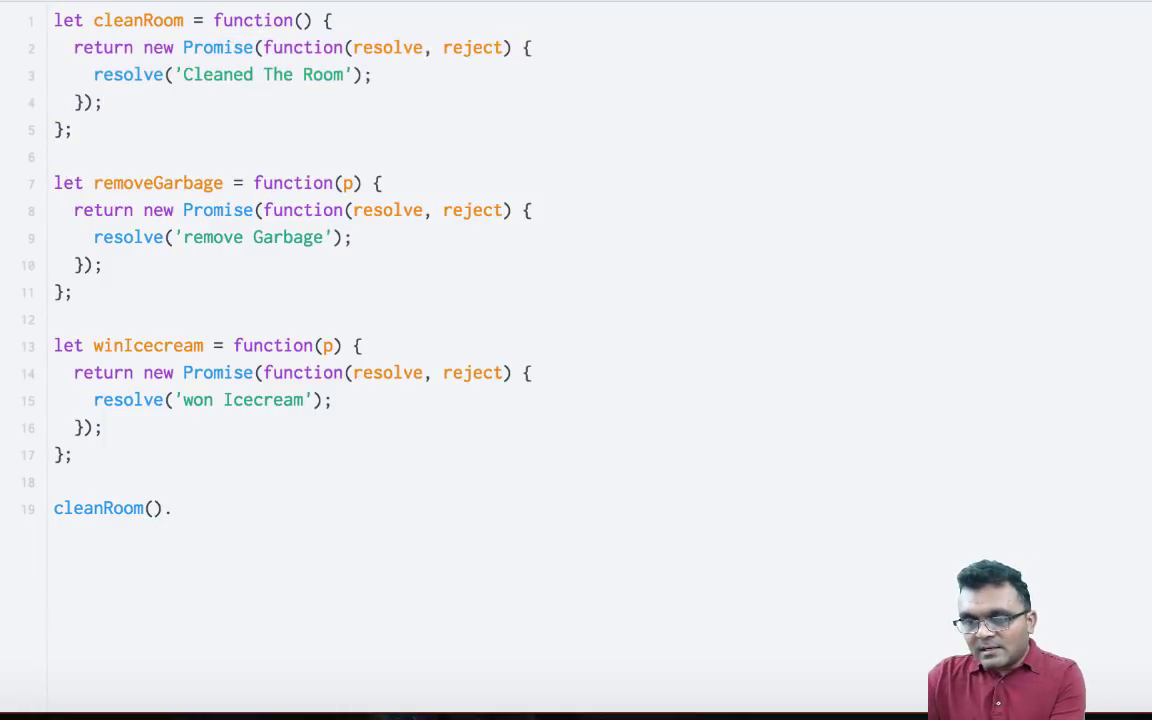 1 let cleanRoom = function() {
2 return new Promise(function(resolve, reject) {
3 resolve('Cleaned The Room');
4 });
5 };
6
7 let removeGarbage = function(p) {
8 return new Promise(function(resolve, reject) {
9 resolve('remove Garbage');
10 });
11 };
12
13 let winIcecream = function(p) {
14 return new Promise(function(resolve, reject) {
15 resolve('won Icecream');
16 });
17 };
18
19 cleanRoom().